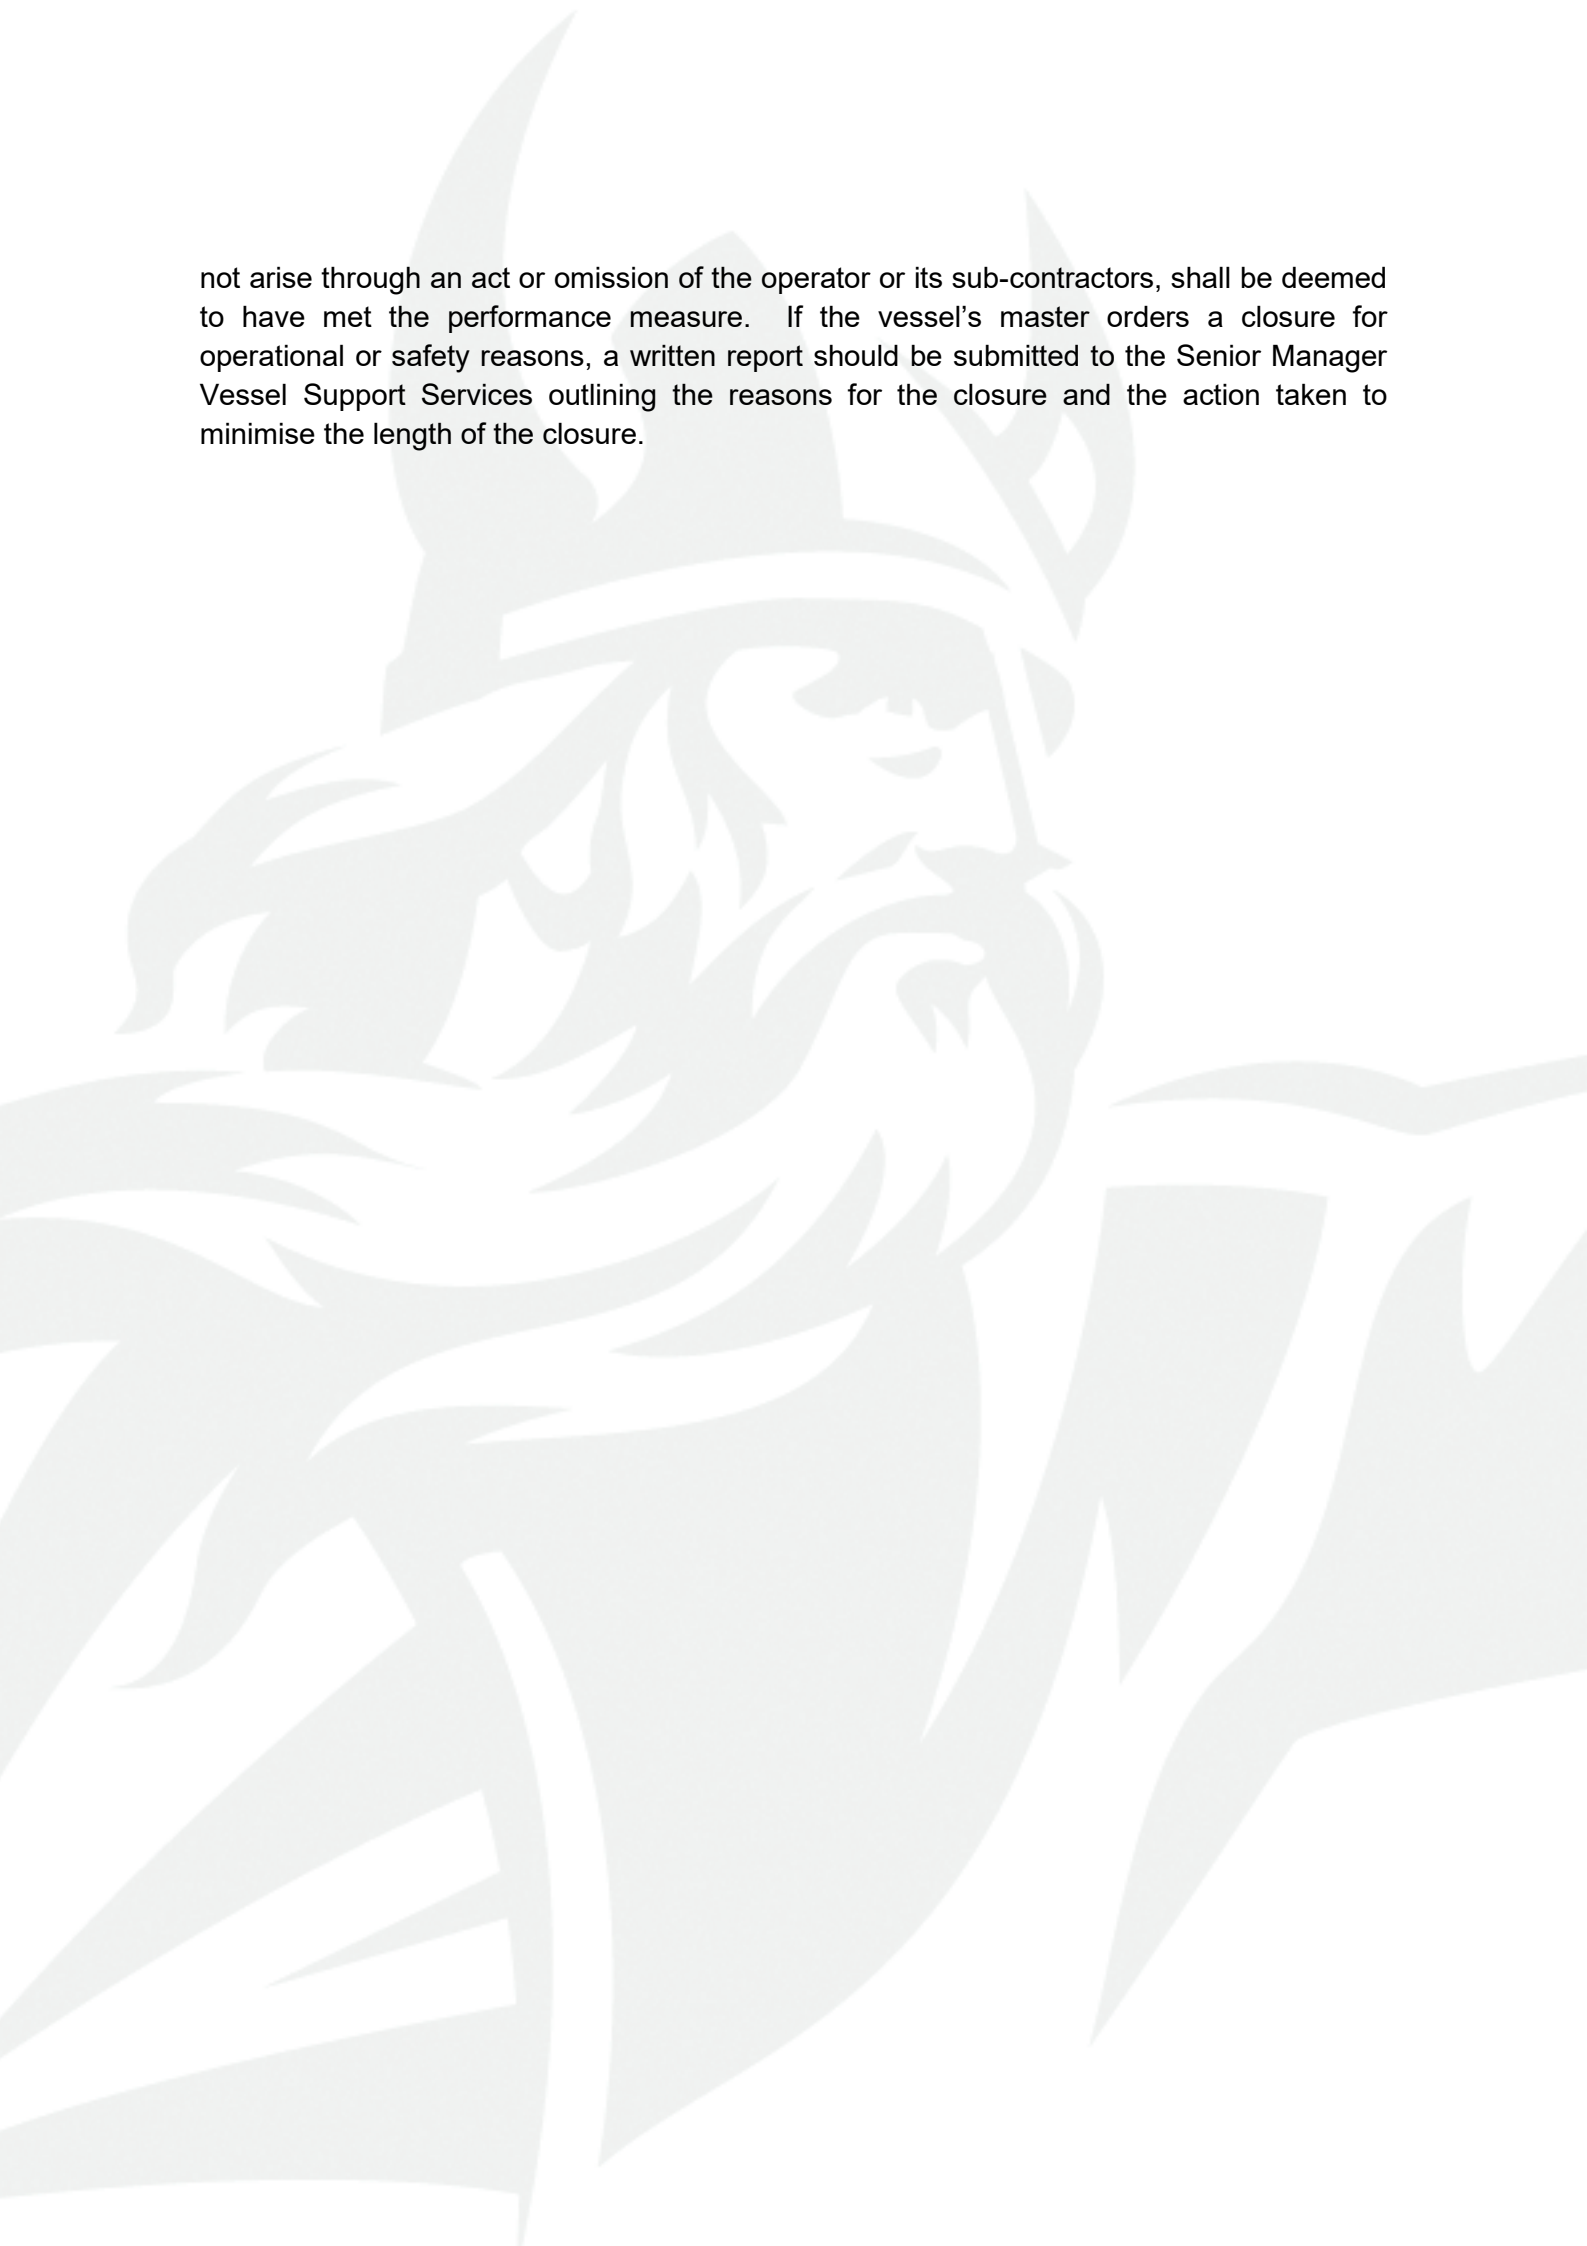 not arise through an act or omission of the operator or its sub-contractors, shall be deemed
to have met the performance measure.  If the vessel’s master orders a closure for
operational or safety reasons, a written report should be submitted to the Senior Manager
Vessel Support Services outlining the reasons for the closure and the action taken to
minimise the length of the closure.